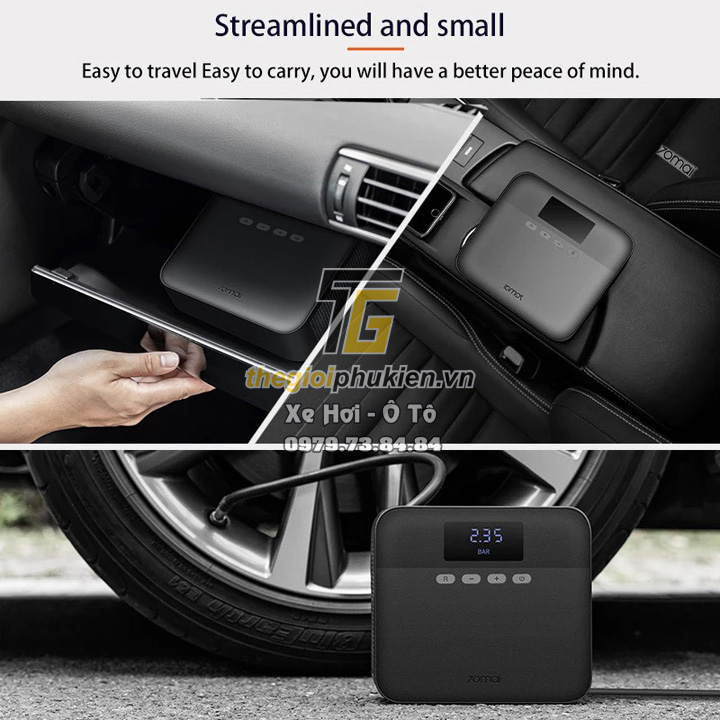 Streamlined and small
Easy to travel Easy to carry, you will have a better peace of mind.
70mai
70mai
70mai
TG
thegioiphukien.vn
Xe Hơi - Ô Tô
0979.73.84.84
2.35
BAR
R − + 
70mai